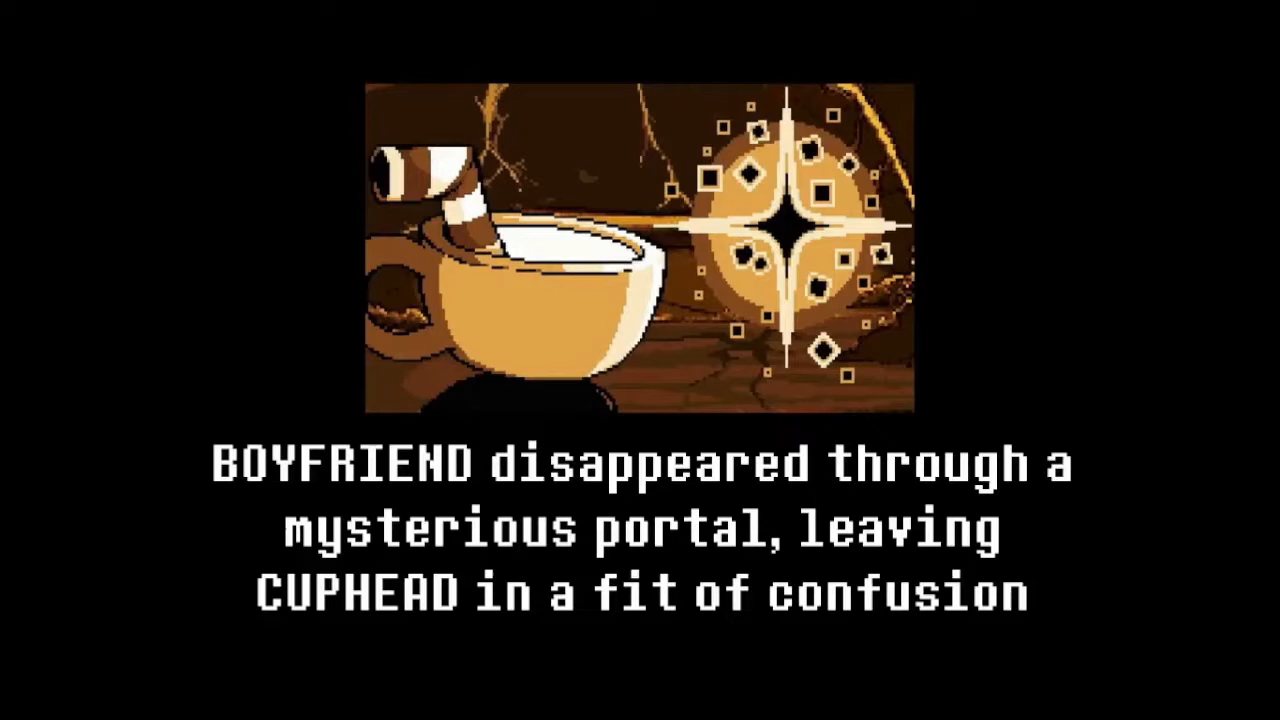 BOYFRIEND disappeared through a
mysterious portal, leaving
CUPHEAD in a fit of confusion